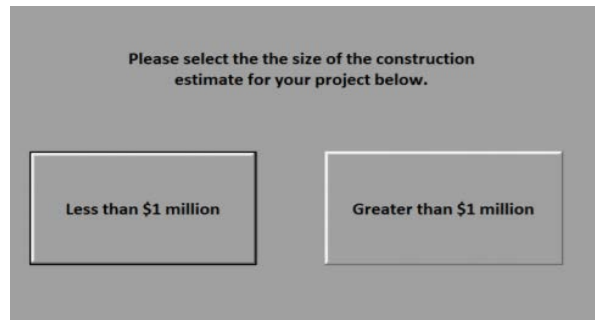 Please select the the size of the construction
estimate for your project below.
Less than $1 million
Greater than $1 million